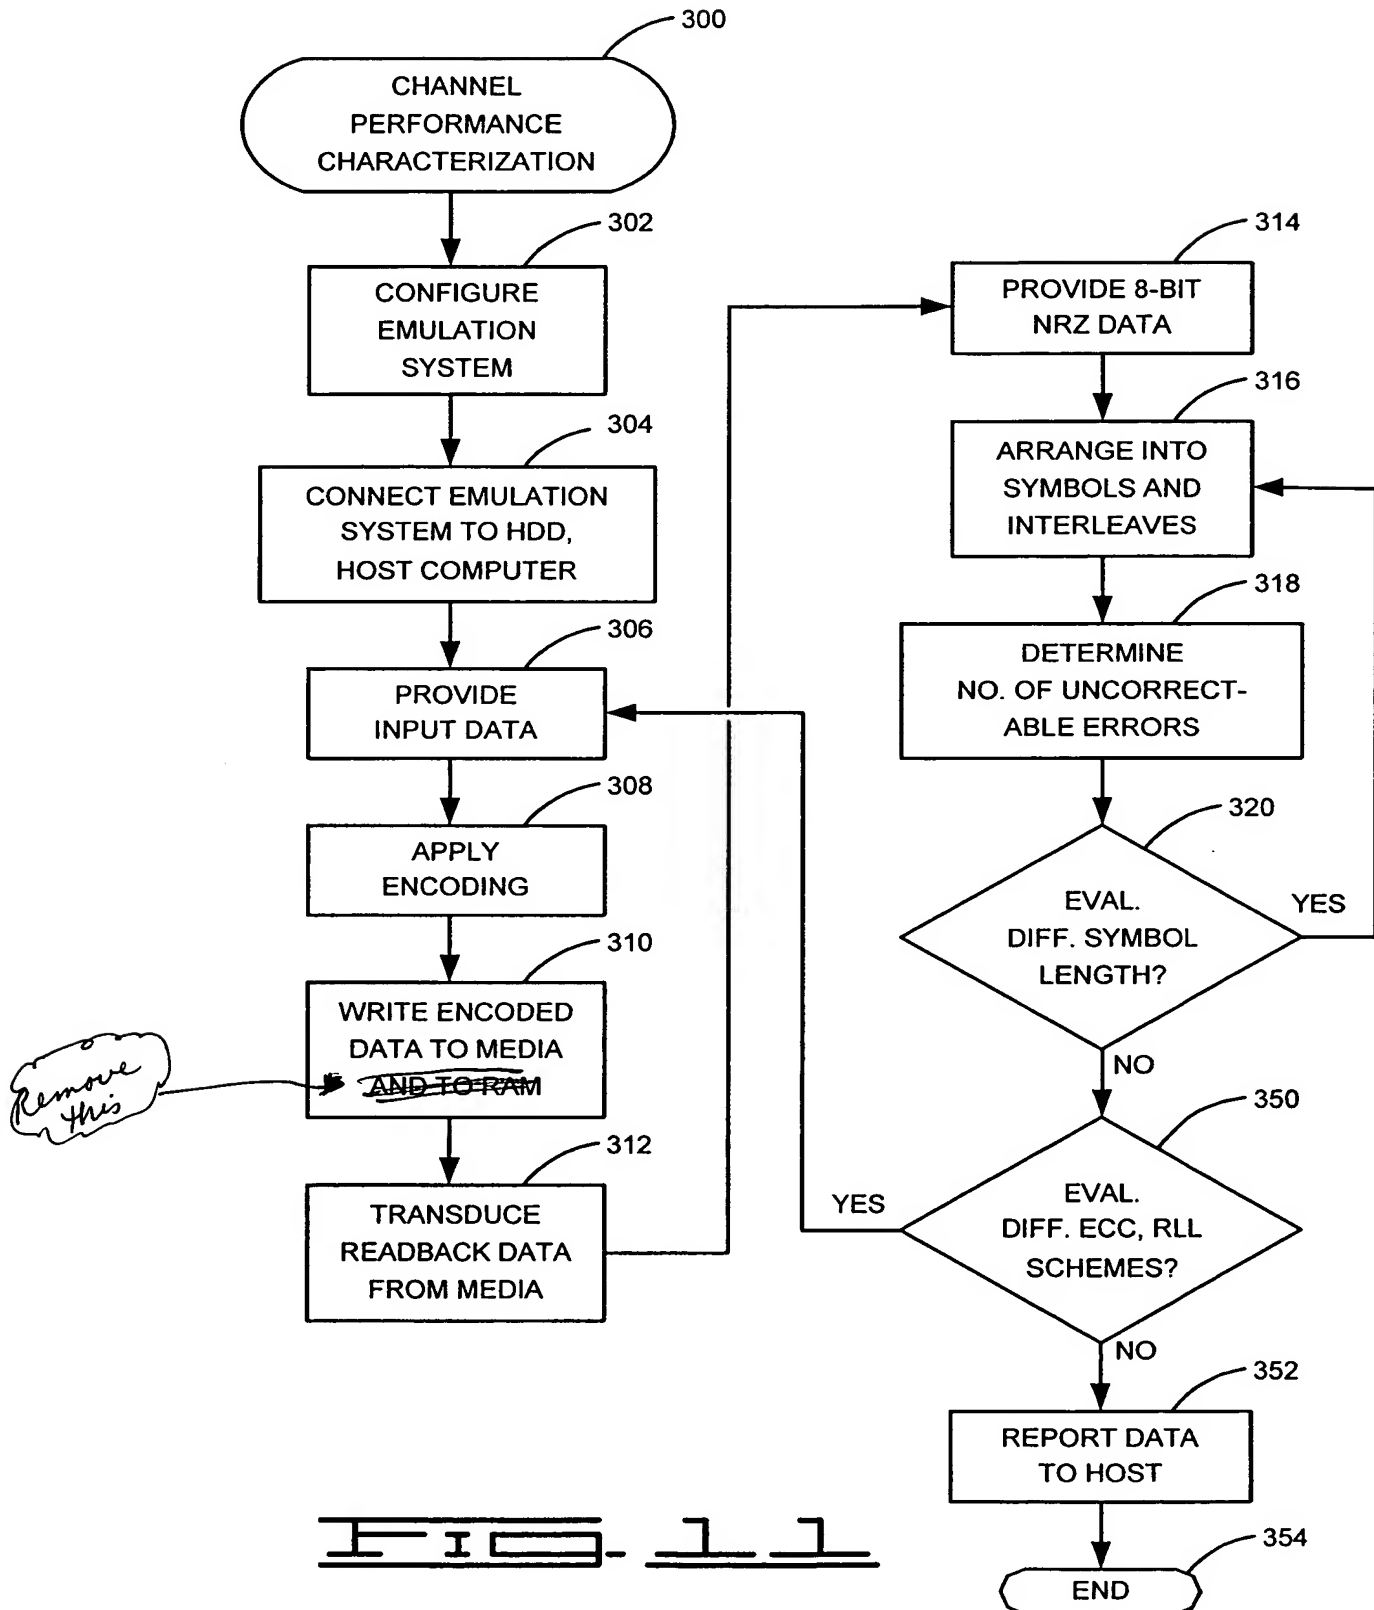 300
CHANNEL
PERFORMANCE
CHARACTERIZATION
302
CONFIGURE
EMULATION
SYSTEM
304
CONNECT EMULATION
SYSTEM TO HDD,
HOST COMPUTER
306
PROVIDE
INPUT DATA
308
APPLY
ENCODING
310
WRITE ENCODED
DATA TO MEDIA
AND TO RAM
Remove
this
312
TRANSDUCE
READBACK DATA
FROM MEDIA
314
PROVIDE 8-BIT
NRZ DATA
316
ARRANGE INTO
SYMBOLS AND
INTERLEAVES
318
DETERMINE
NO. OF UNCORRECT-
ABLE ERRORS
320
EVAL.
DIFF. SYMBOL
LENGTH?
YES
NO
350
EVAL.
DIFF. ECC, RLL
SCHEMES?
YES
NO
352
REPORT DATA
TO HOST
354
END
FIG. 11